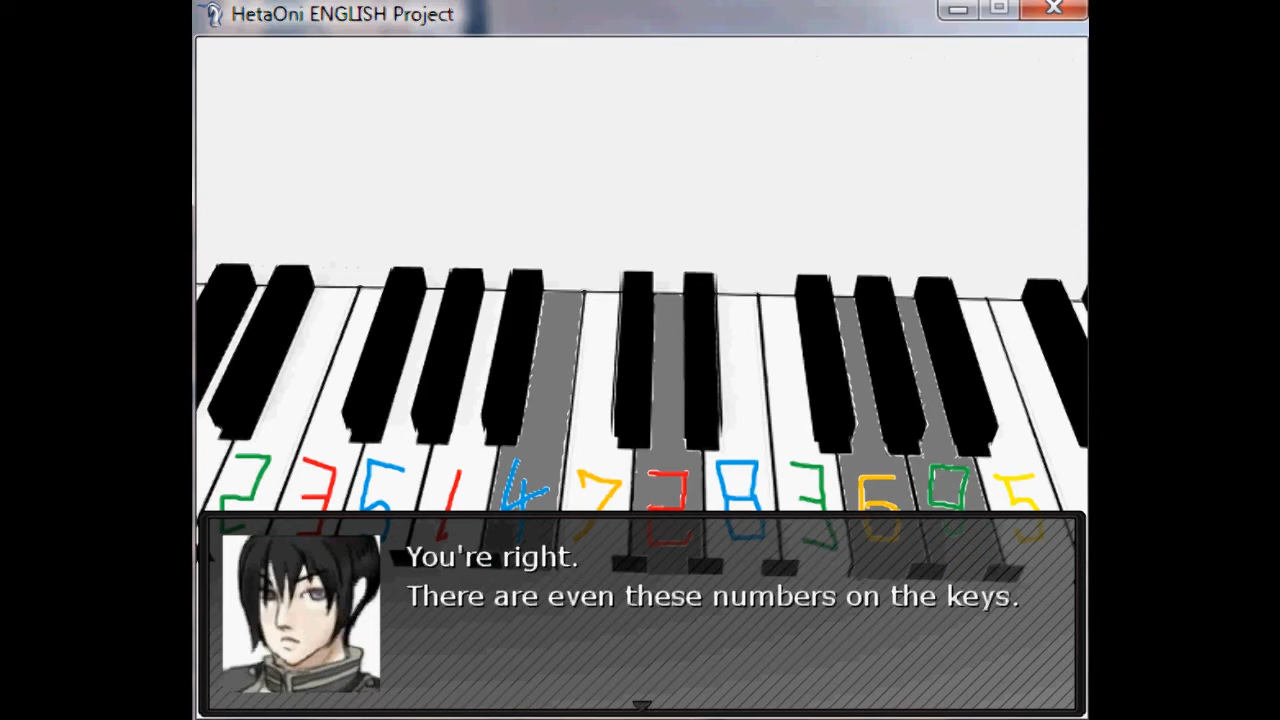 HetaOni ENGLISH Project
2 3 5 1 4 7 2 8 3 6 9 5
You're right.
There are even these numbers on the keys.